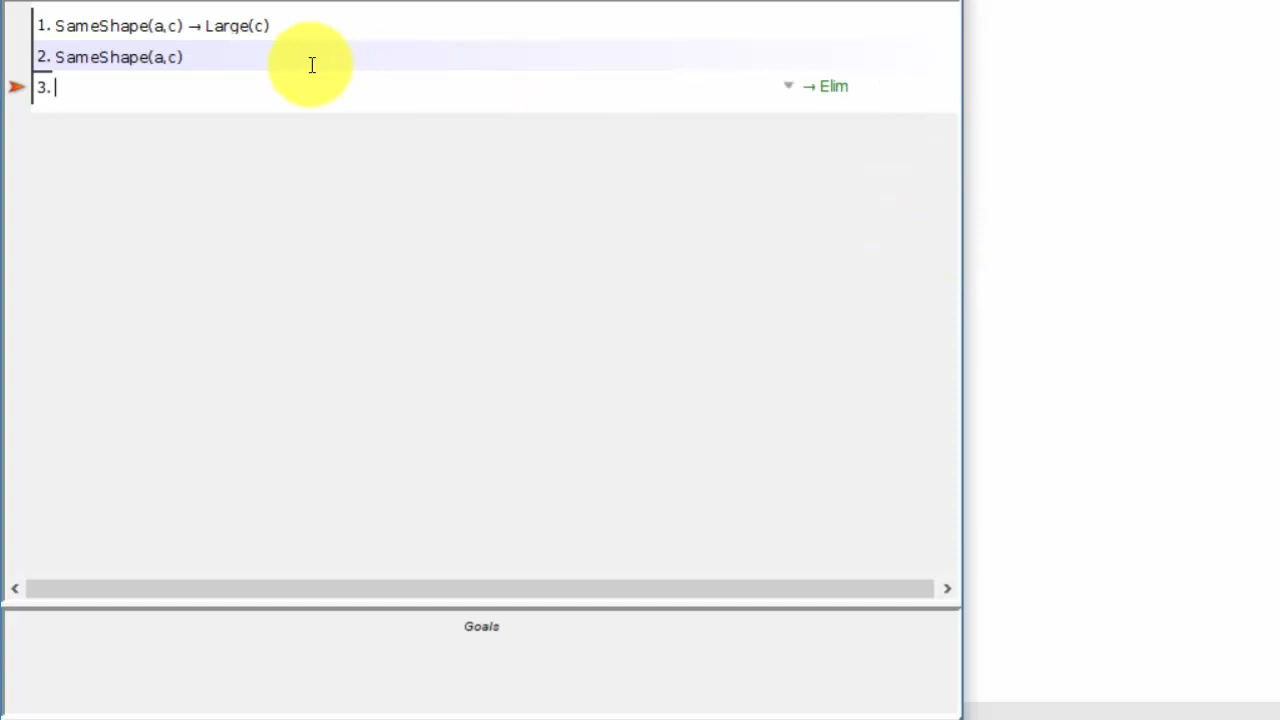 1. SameShape(a,c) → Large(c)
2. SameShape(a,c)
3. → Elim
Goals